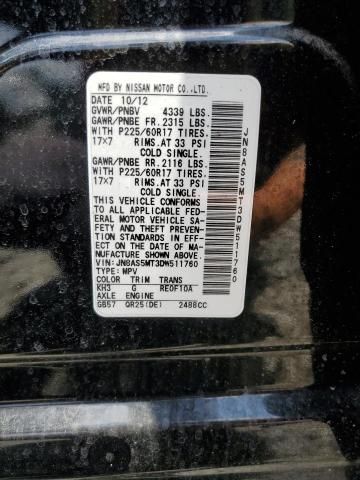 MFD BY NISSAN MOTOR CO.,LTD.
DATE 10/12
GVWR/PNBV 4339 LBS.
GAWR/PNBE FR. 2315 LBS.
WITH P225/60R17 TIRES.
17×7 RIMS.AT 33 PSI
COLD SINGLE.
GAWR/PNBE RR. 2116 LBS.
WITH P225/60R17 TIRES.
17×7 RIMS.AT 33 PSI
COLD SINGLE.
THIS VEHICLE CONFORMS
TO ALL APPLICABLE FED-
ERAL MOTOR VEHICLE SA-
FETY AND THEFT PREVEN-
TION STANDARDS IN EFF-
ECT ON THE DATE OF MA-
NUFACTURE SHOWN ABOVE.
VIN:JN8AS5MT3DW511760
TYPE: MPV
COLOR TRIM TRANS
KH3 G RE0F10A
AXLE ENGINE
GB57 QR25(DE) 2488CC
JN8AS5MT3DW511760